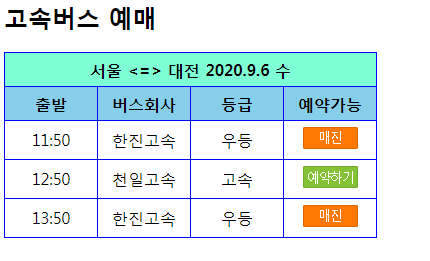 고속버스 예매
서울 <=> 대전 2020.9.6 수
출발 버스회사 등급 예약가능
11:50 한진고속 우등 매진
12:50 천일고속 고속 예약하기
13:50 한진고속 우등 매진